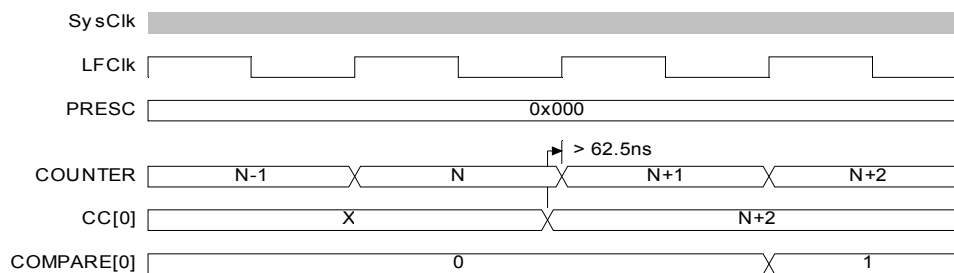 SysClk
LFClk
PRESC 0x000
> 62.5ns
COUNTER N-1 N N+1 N+2
CC[0] X N+2
COMPARE[0] 0 1